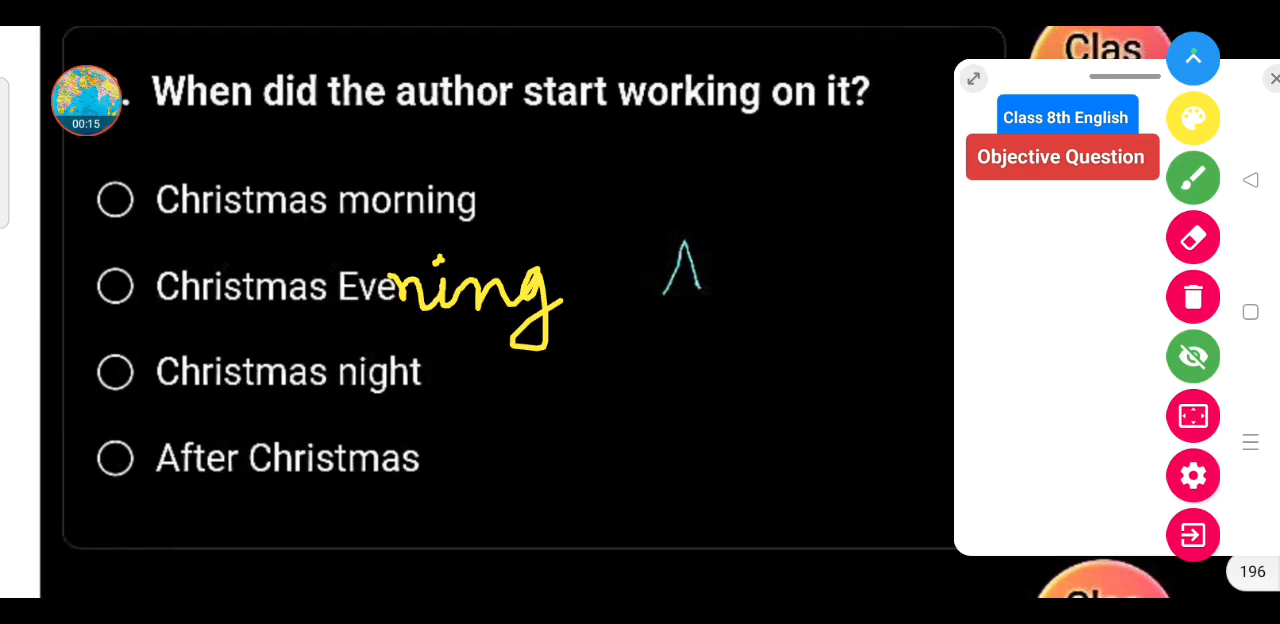 Clas
. When did the author start working on it?
00:15
Class 8th English
Objective Question
Christmas morning
Christmas Evening
Christmas night
After Christmas
196